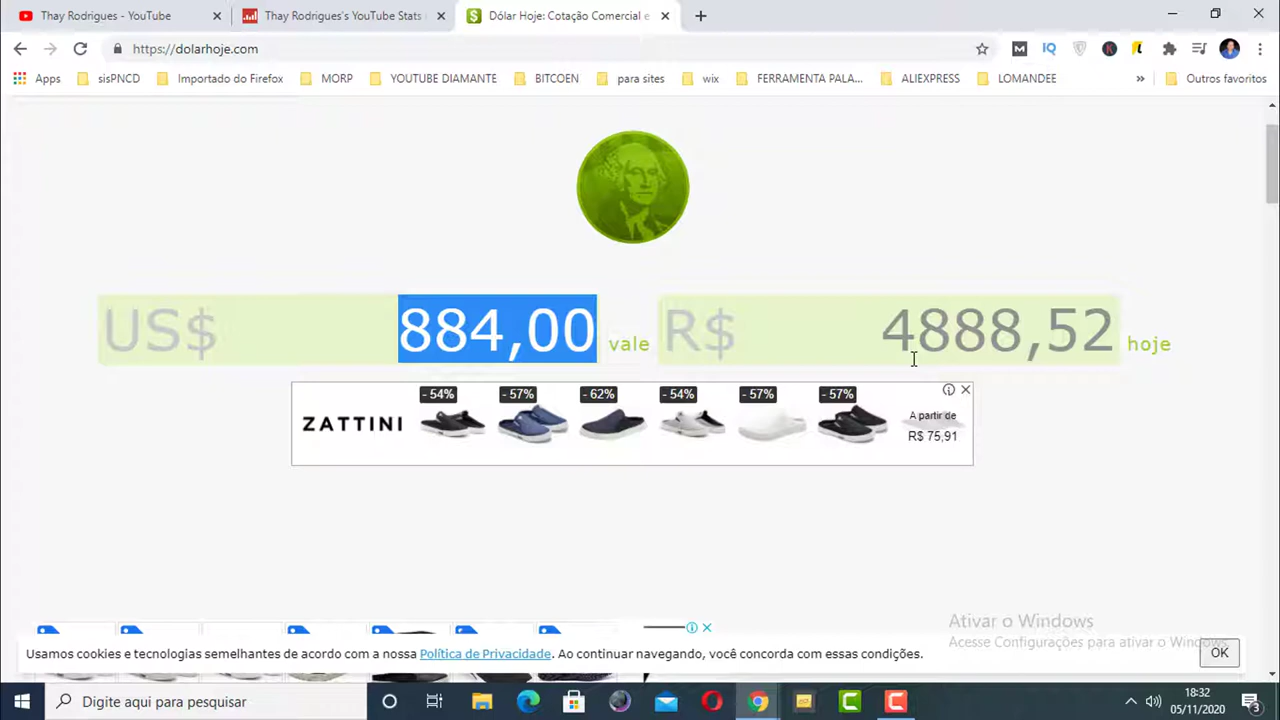 Thay Rodrigues - YouTube
Thay Rodrigues's YouTube Stats
Dólar Hoje: Cotação Comercial e
https://dolarhoje.com
Apps
sisPNCD
Importado do Firefox
MORP
YOUTUBE DIAMANTE
BITCOEN
para sites
wix
FERRAMENTA PALA...
ALIEXPRESS
LOMANDEE
»
Outros favoritos
US$ 884,00 vale R$ 4888,52 hoje
- 54%
- 57%
- 62%
- 54%
- 57%
- 57%
ZATTINI
A partir de
R$ 75,91
Ativar o Windows
Acesse Configurações para ativar o Windows.
Usamos cookies e tecnologias semelhantes de acordo com a nossa Política de Privacidade. Ao continuar navegando, você concorda com essas condições.
OK
Digite aqui para pesquisar
18:32
05/11/2020
3